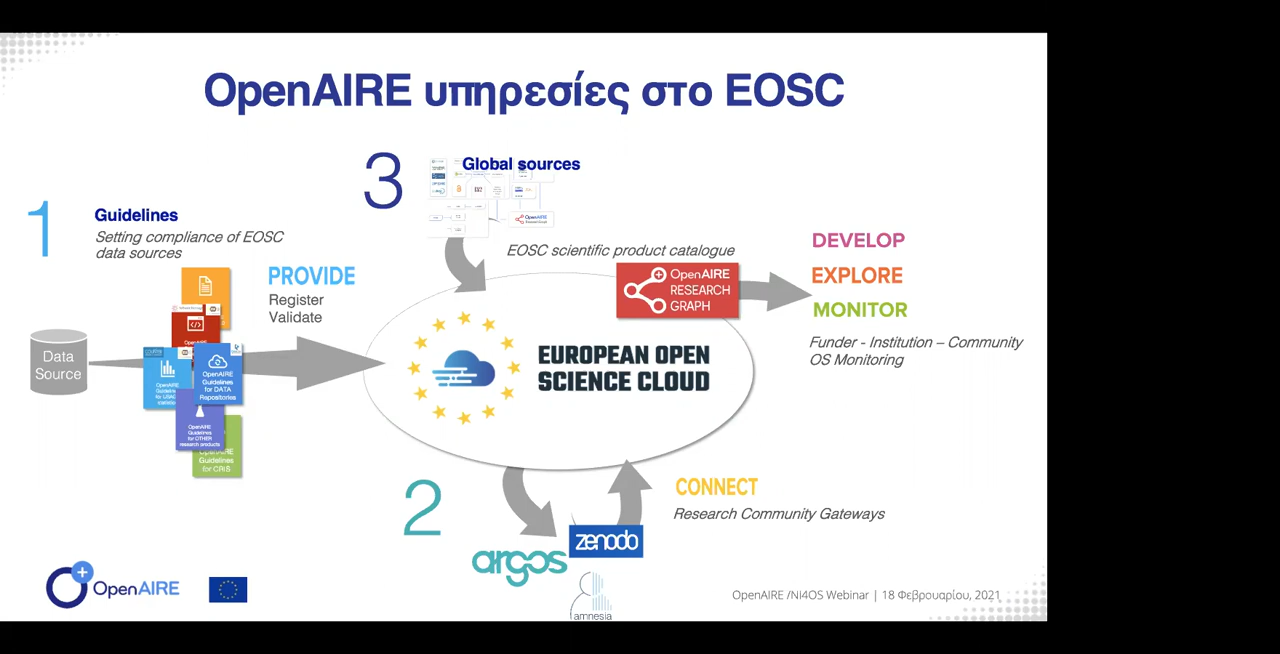 OpenAIRE υπηρεσίες στο EOSC
3
Global sources
1
Guidelines
Setting compliance of EOSC
data sources
PROVIDE
Register
Validate
EOSC scientific product catalogue
OpenAIRE
RESEARCH
GRAPH
DEVELOP
EXPLORE
MONITOR
Funder - Institution – Community
OS Monitoring
Data
Source
OpenAIRE
Guidelines
for DATA
Repositories
OpenAIRE
Guidelines
for OTHER
research products
OpenAIRE
Guidelines
for CRIS
EUROPEAN OPEN
SCIENCE CLOUD
2
CONNECT
Research Community Gateways
argos
zenodo
amnesia
OpenAIRE
OpenAIRE /NI4OS Webinar | 18 Φεβρουαρίου, 2021